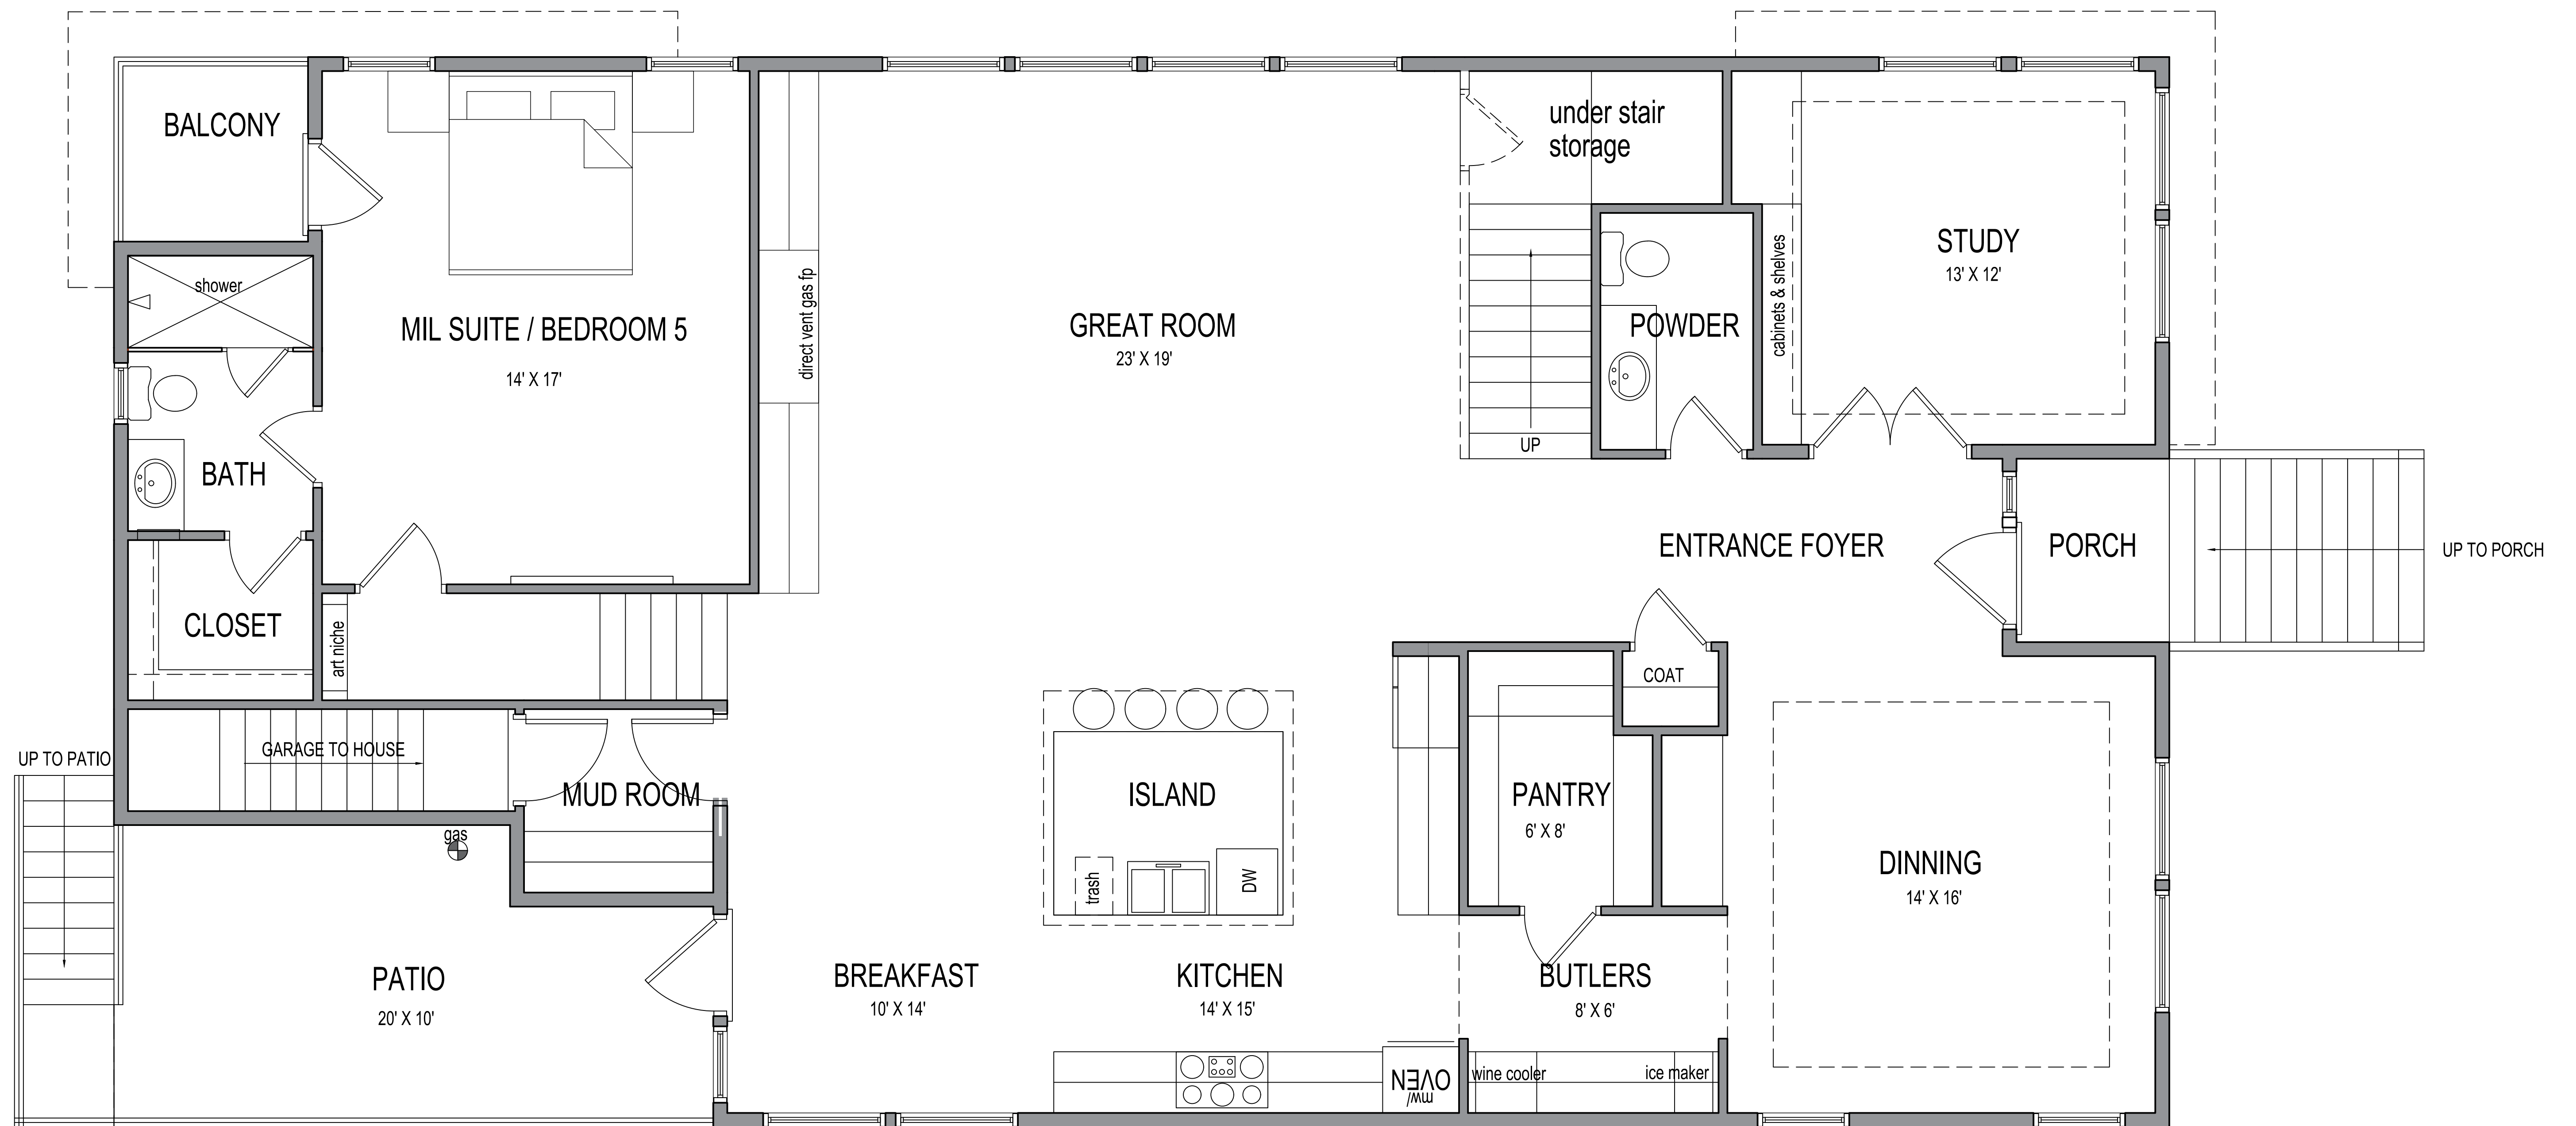 BALCONY
under stair
storage
STUDY
13' X 12'
cabinets & shelves
shower
direct vent gas fp
MIL SUITE / BEDROOM 5
14' X 17'
GREAT ROOM
23' X 19'
POWDER
UP
BATH
ENTRANCE FOYER
PORCH
UP TO PORCH
CLOSET
art niche
COAT
GARAGE TO HOUSE
UP TO PATIO
MUD ROOM
ISLAND
PANTRY
6' X 8'
gas
trash
DW
DINNING
14' X 16'
PATIO
20' X 10'
BREAKFAST
10' X 14'
KITCHEN
14' X 15'
BUTLERS
8' X 6'
OVEN
mw/
wine cooler
ice maker